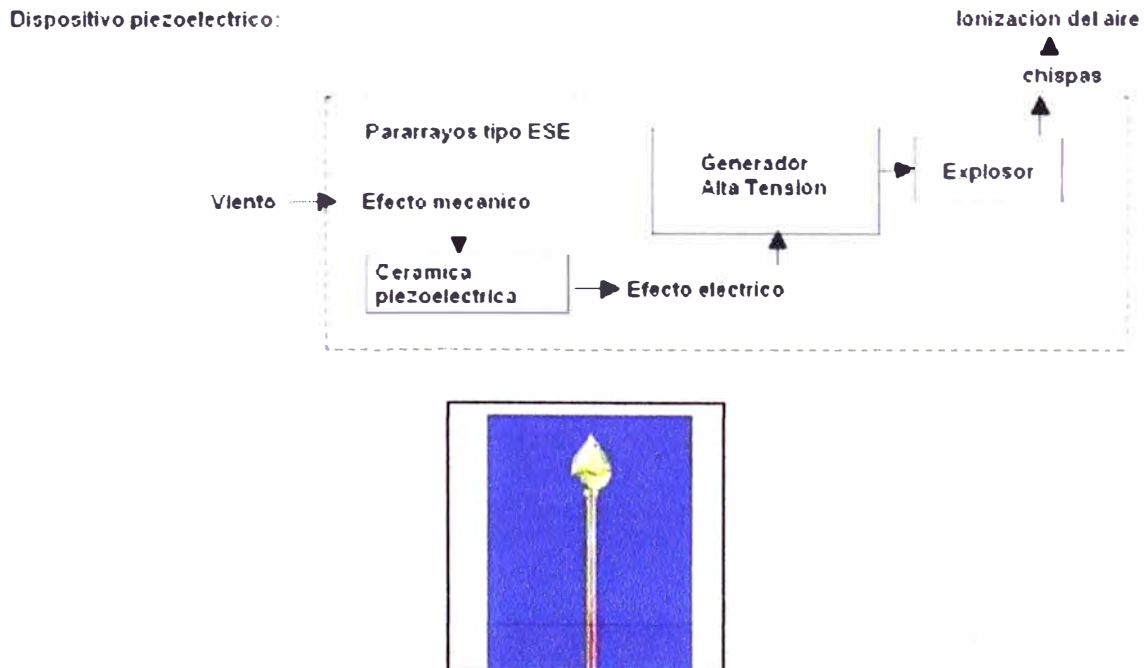 Dispositivo piezoelectrico:
Ionizacion del aire
chispas
Pararrayos tipo ESE
Generador
Alta Tension
Explosor
Viento
Efecto mecanico
Ceramica
piezoelectrica
Efecto electrico